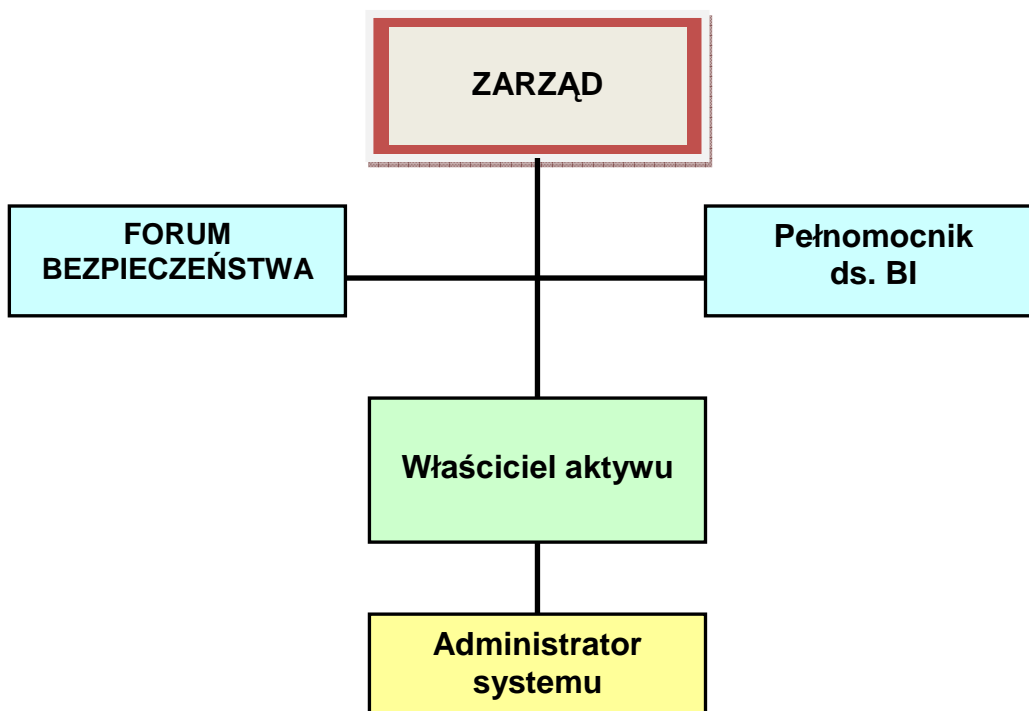 ZARZĄD
FORUM
BEZPIECZEŃSTWA
Pełnomocnik
ds. BI
Właściciel aktywu
Administrator
systemu